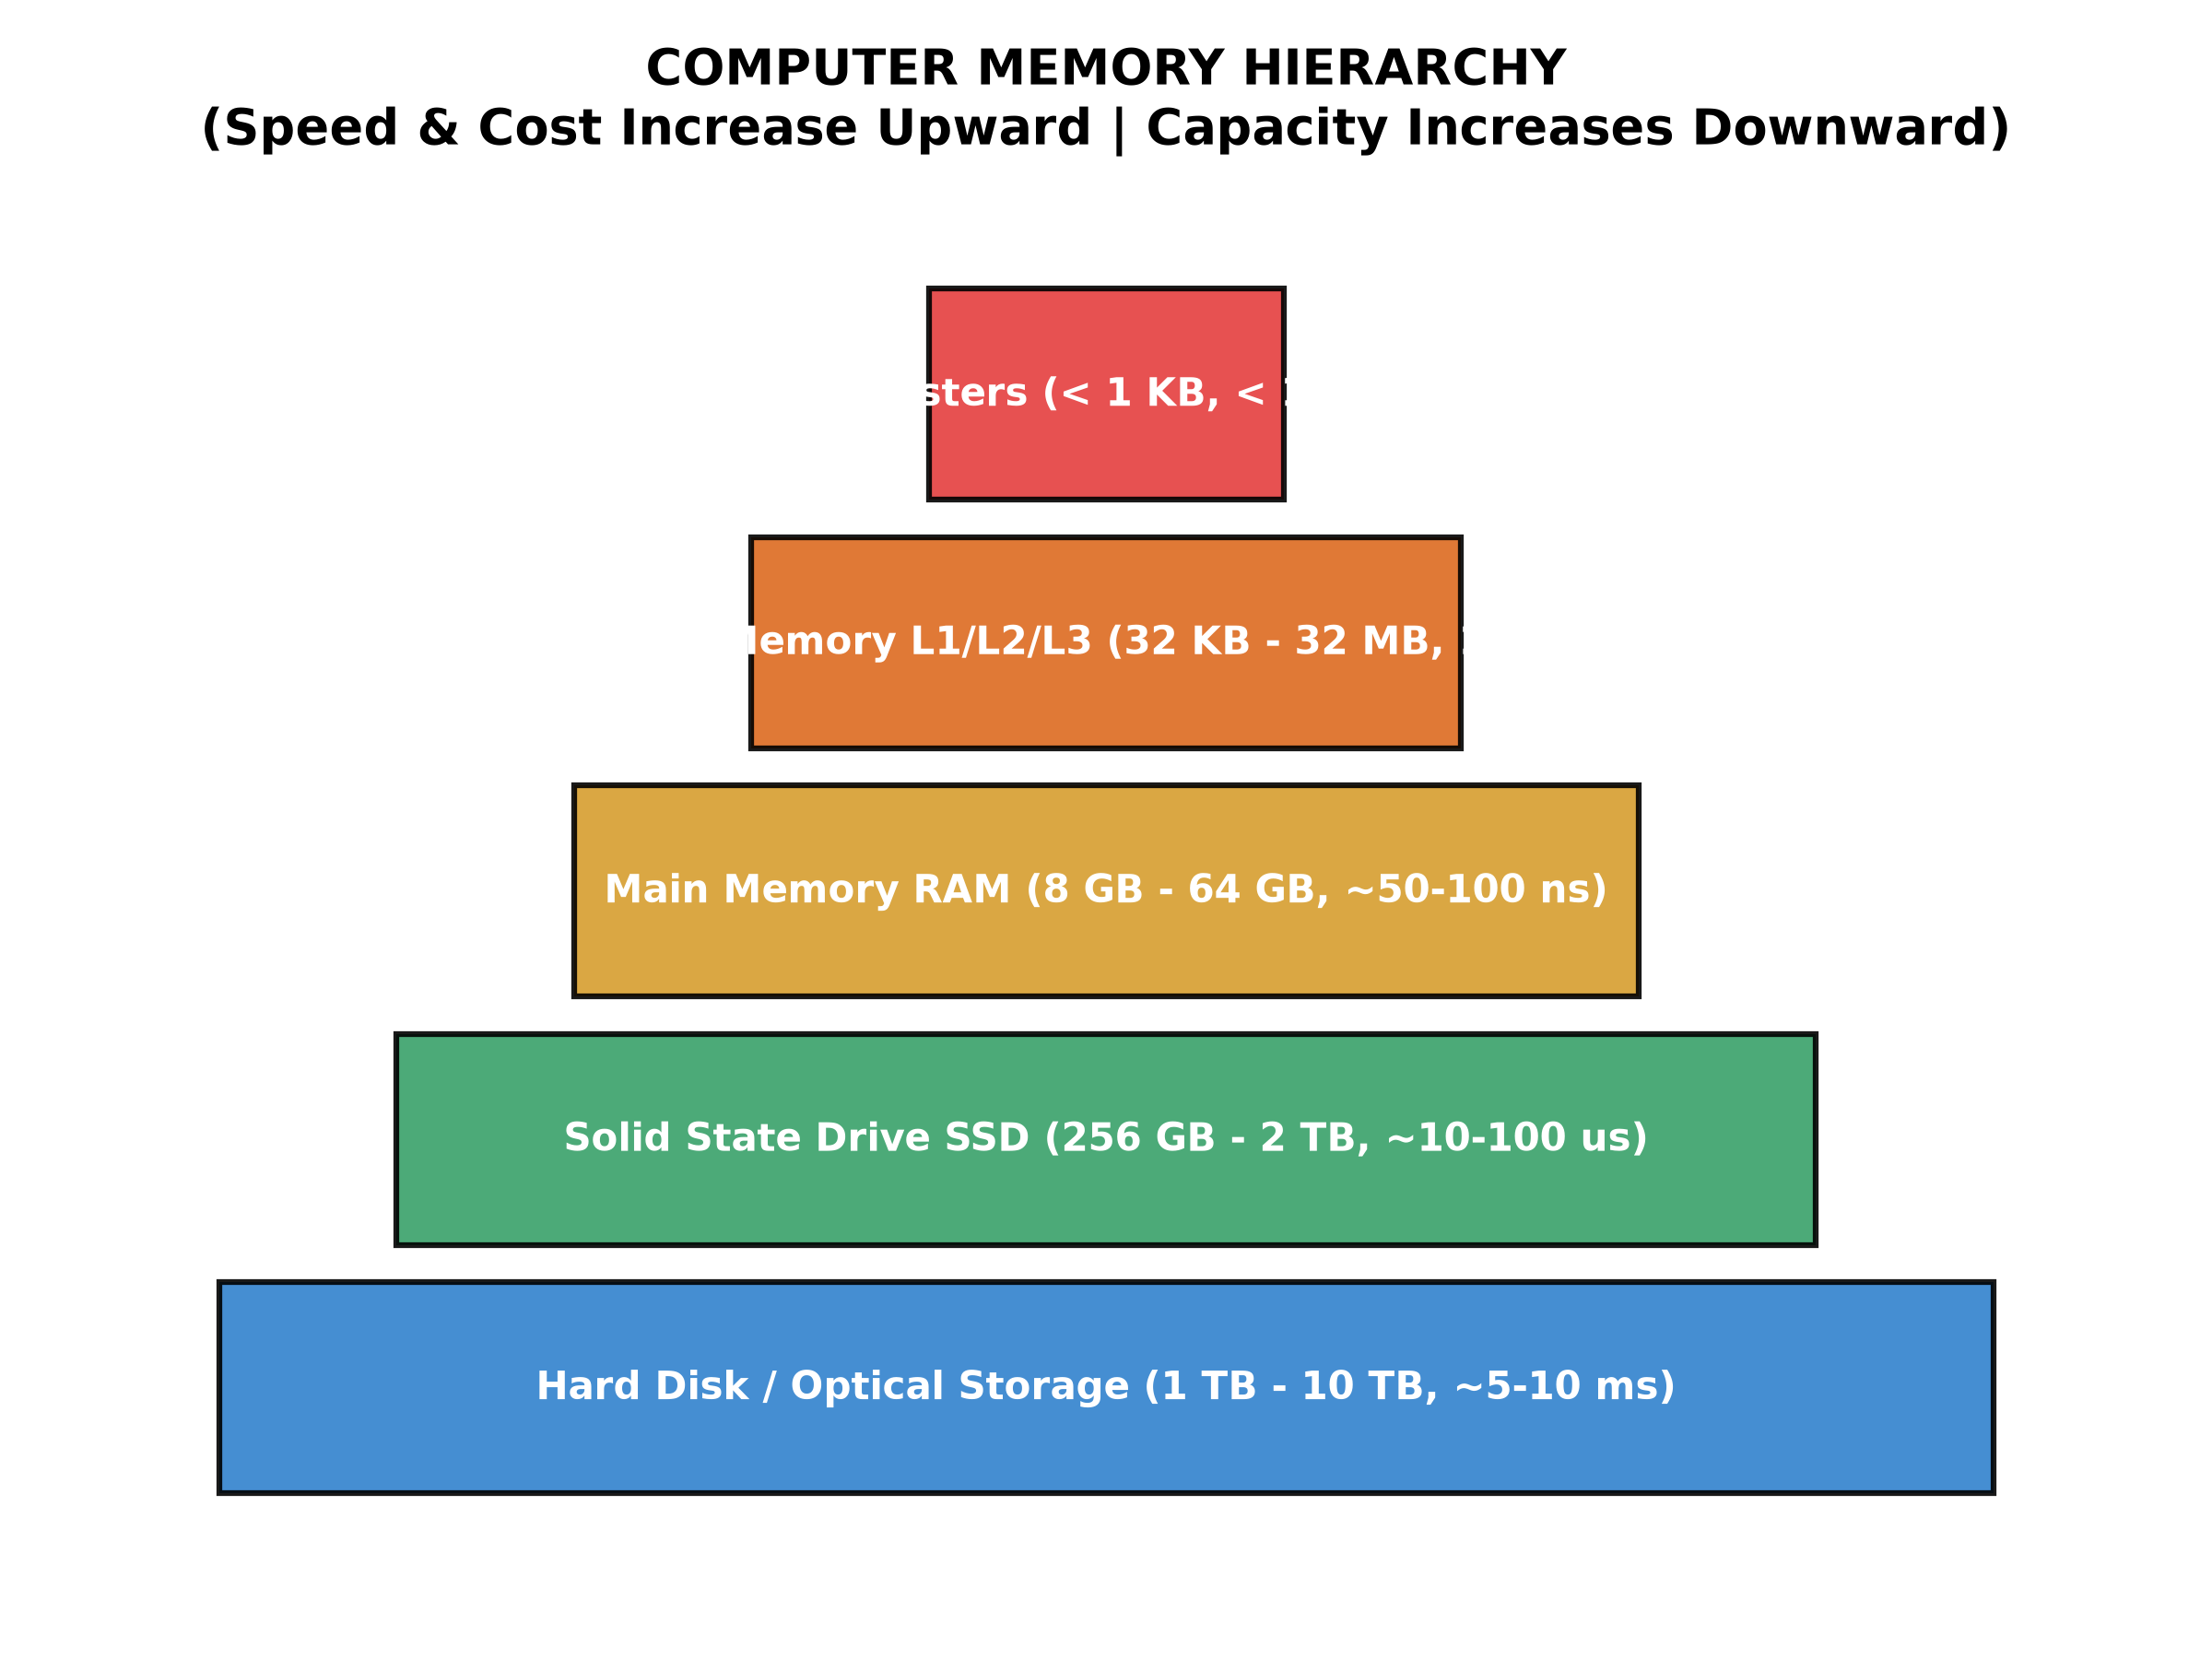 COMPUTER MEMORY HIERARCHY
(Speed & Cost Increase Upward | Capacity Increases Downward)
sters (< 1 KB, <
emory L1/L2/L3 (32 KB - 32 MB,
Main Memory RAM (8 GB - 64 GB, ~50-100 ns)
Solid State Drive SSD (256 GB - 2 TB, ~10-100 us)
Hard Disk / Optical Storage (1 TB - 10 TB, ~5-10 ms)